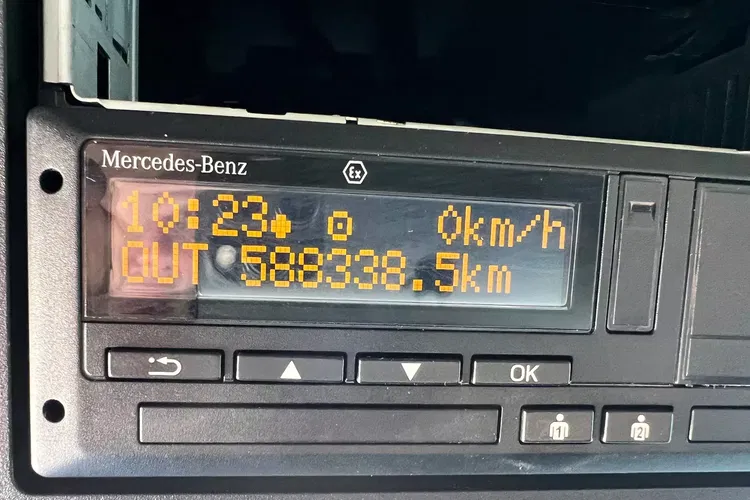 Mercedes-Benz
Ex
10:23 0km/h
OUT 588338.5km
OK
1
2